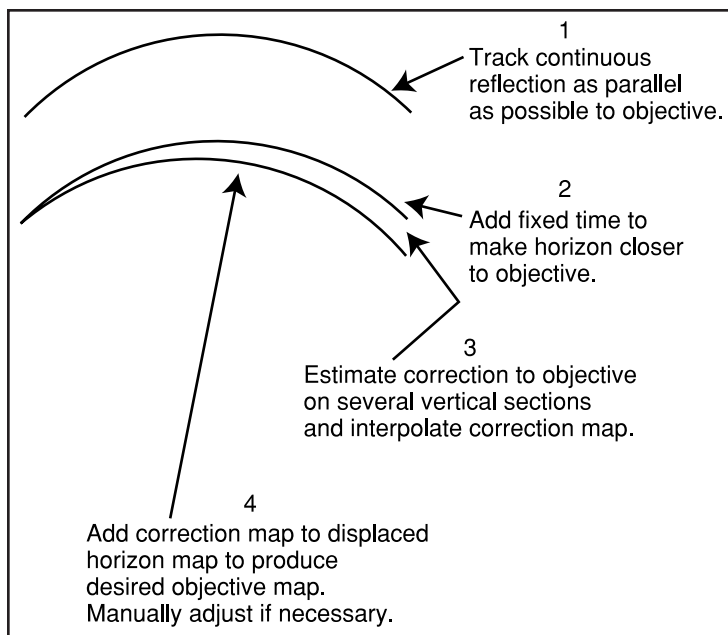 1
Track continuous
reflection as parallel
as possible to objective.
2
Add fixed time to
make horizon closer
to objective.
3
Estimate correction to objective
on several vertical sections
and interpolate correction map.
4
Add correction map to displaced
horizon map to produce
desired objective map.
Manually adjust if necessary.